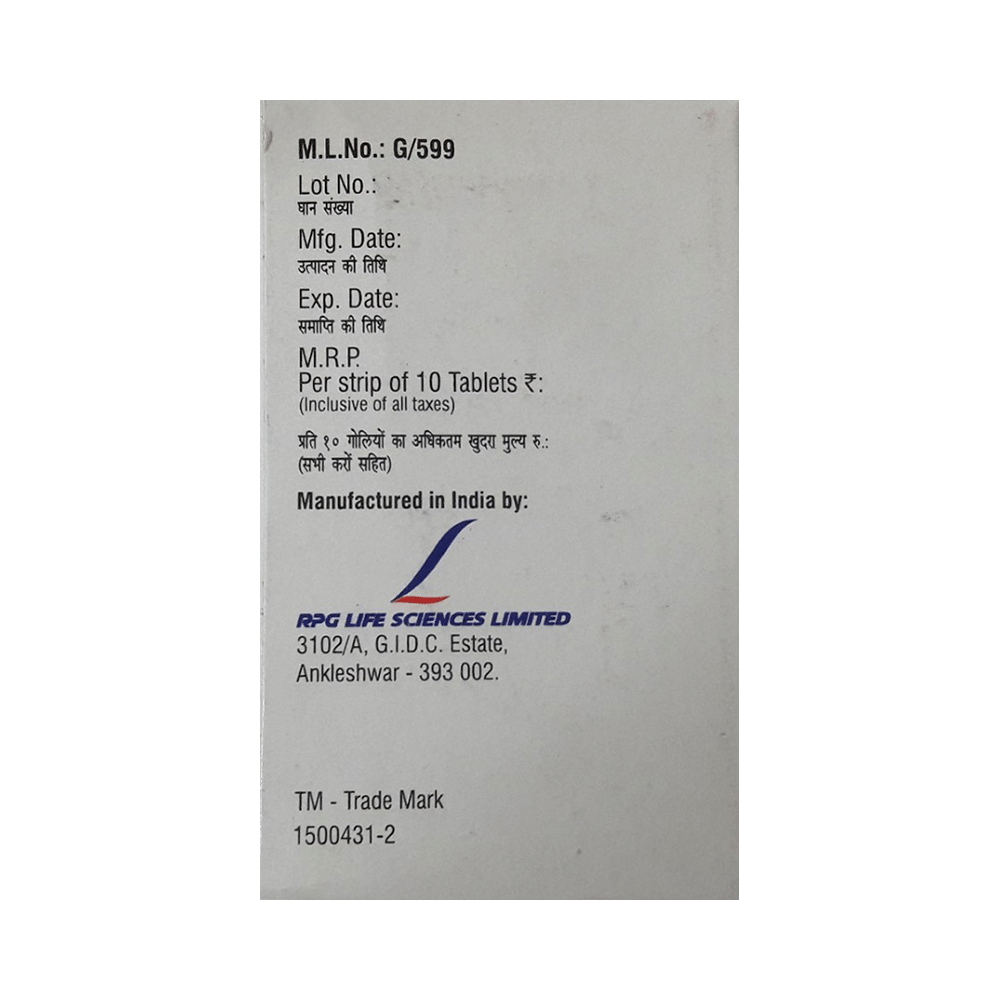 M.L.No.: G/599
Lot No.:
घान संख्या
Mfg. Date:
उत्पादन की तिथि
Exp. Date:
समाप्ति की तिथि
M.R.P.
Per strip of 10 Tablets ₹:
(Inclusive of all taxes)
प्रति १० गोलियों का अधिकतम खुदरा मुल्य रु.:
(सभी करों सहित)
Manufactured in India by:
RPG LIFE SCIENCES LIMITED
3102/A, G.I.D.C. Estate,
Ankleshwar - 393 002.
TM - Trade Mark
1500431-2